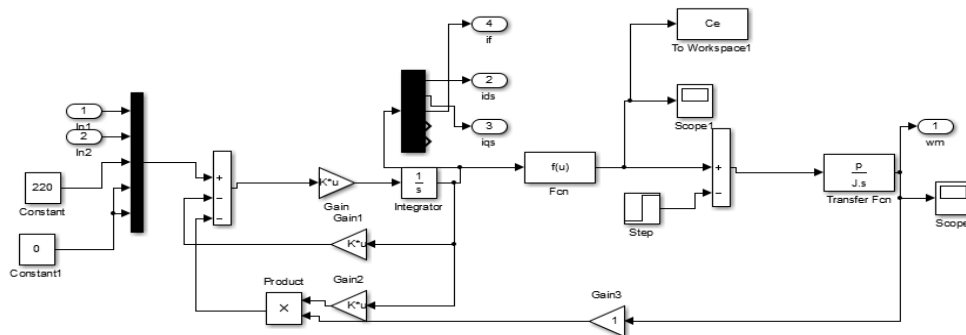 4
if
Ce
To Workspace1
2
ids
1
In1
Scope1
3
iqs
1
wm
2
In2
+
−
−
K*u
1
s
f(u)
+
−
P
J.s
220
Constant
Gain
Gain1
Integrator
Fcn
Transfer Fcn
Step
Scope
0
Constant1
K*u
Product
Gain2
×
K*u
Gain3
1